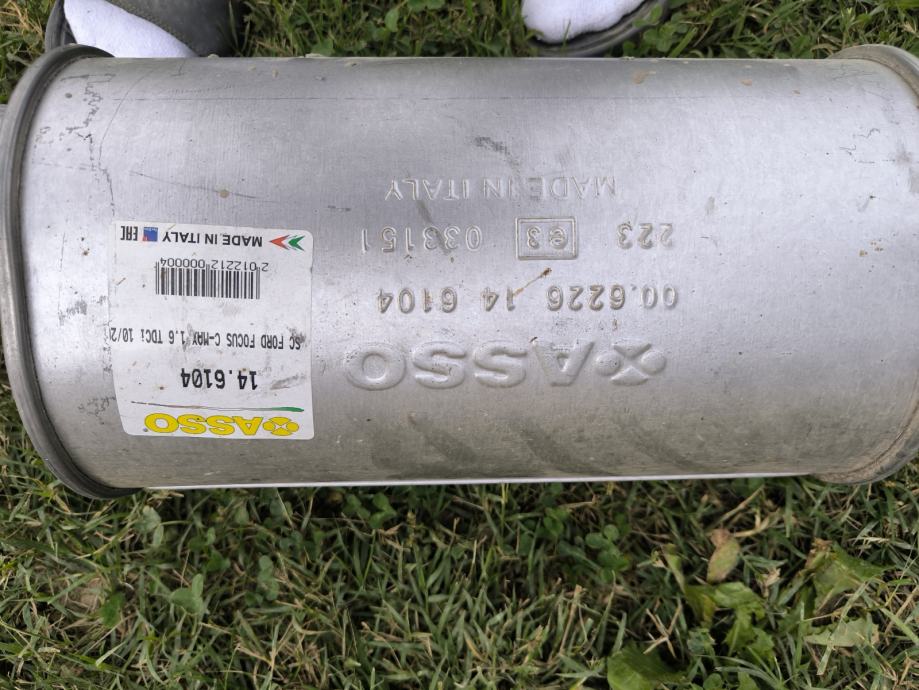 ASSO
14.6104
SC FORD FOCUS C-MAX 1.6 TDCi 10/2
2 012212 000004
MADE IN ITALY EAC
ASSO
00.6226 14 6104
223 e3 033151
MADE IN ITALY